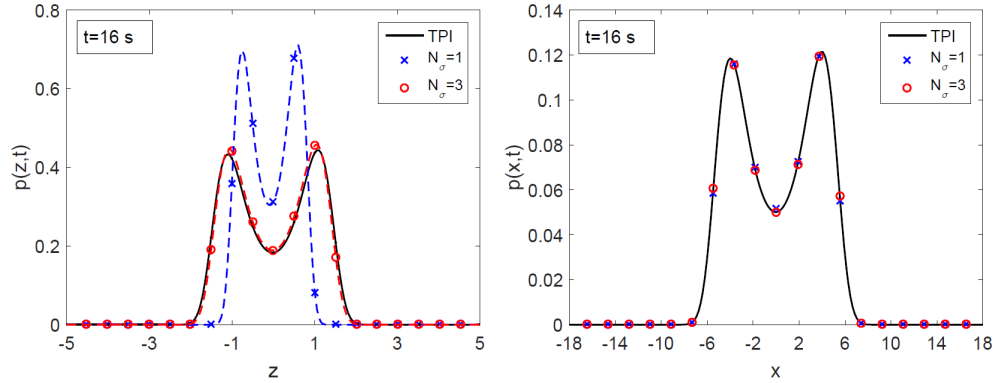 t=16 s
TPI
N_σ=1
N_σ=3
p(z,t)
0.8
0.6
0.4
0.2
0
-5 -3 -1 1 3 5
z
t=16 s
TPI
N_σ=1
N_σ=3
p(x,t)
0.14
0.12
0.1
0.08
0.06
0.04
0.02
0
-18 -14 -10 -6 -2 2 6 10 14 18
x